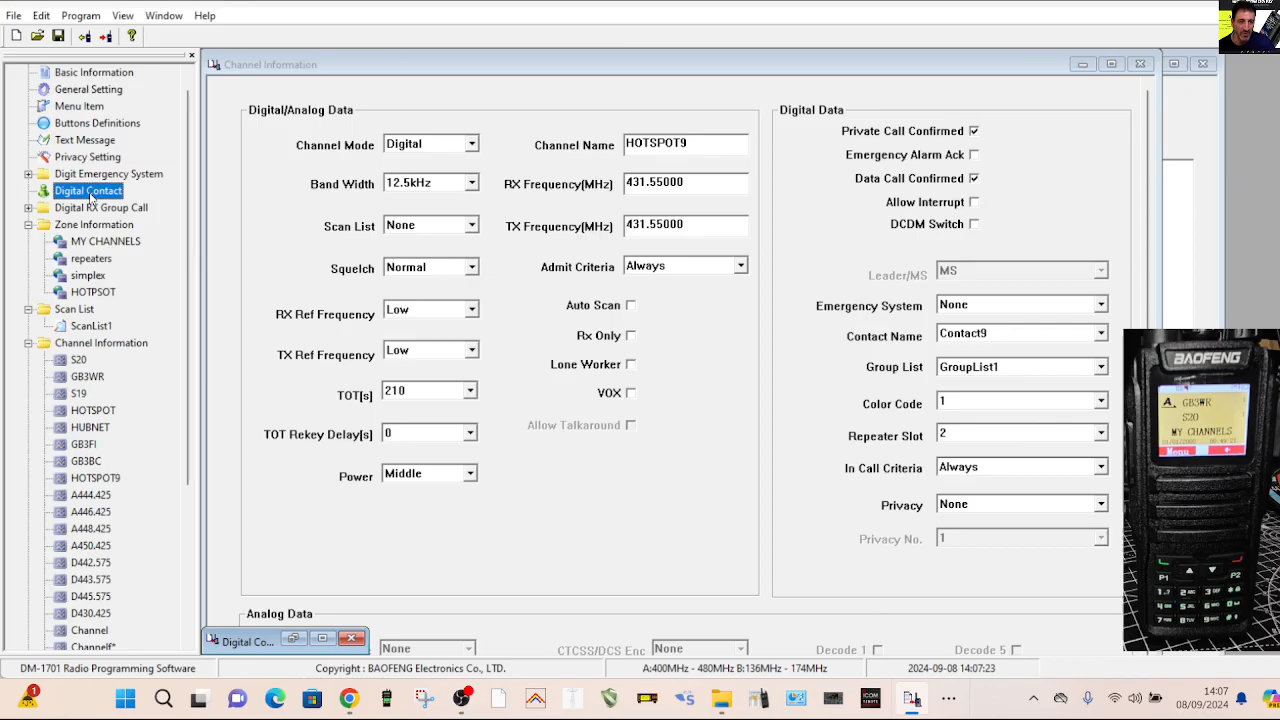 File Edit Program View Window Help
Basic Information
General Setting
Menu Item
Buttons Definitions
Text Message
Privacy Setting
Digit Emergency System
Digital Contact
Digital RX Group Call
Zone Information
MY CHANNELS
repeaters
simplex
HOTPSOT
Scan List
ScanList1
Channel Information
S20
GB3WR
S19
HOTSPOT
HUBNET
GB3FI
GB3BC
HOTSPOT9
A444.425
A446.425
A448.425
A450.425
D442.575
D443.575
D445.575
D430.425
Channel
Channel*
Channel Information
Digital/Analog Data
Channel Mode Digital
Channel Name HOTSPOT9
Band Width 12.5kHz
RX Frequency(MHz) 431.55000
Scan List None
TX Frequency(MHz) 431.55000
Squelch Normal
Admit Criteria Always
RX Ref Frequency Low
Auto Scan
Rx Only
TX Ref Frequency Low
Lone Worker
TOT[s] 210
VOX
TOT Rekey Delay[s] 0
Allow Talkaround
Power Middle
Digital Data
Private Call Confirmed
Emergency Alarm Ack
Data Call Confirmed
Allow Interrupt
DCDM Switch
Leader/MS MS
Emergency System None
Contact Name Contact9
Group List GroupList1
Color Code 1
Repeater Slot 2
In Call Criteria Always
Privacy None
Privacy No. 1
Analog Data
Digital Co...
None CTCSS/DCS Enc None Decode 1 Decode 5
BAOFENG
A GB3WR
S20
MY CHANNELS
Menu
P1 P2
DM-1701 Radio Programming Software Copyright : BAOFENG Electronics Co., LTD. A:400MHz - 480MHz B:136MHz - 174MHz 2024-09-08 14:07:23
1
ICOM
14:07
08/09/2024
PRE